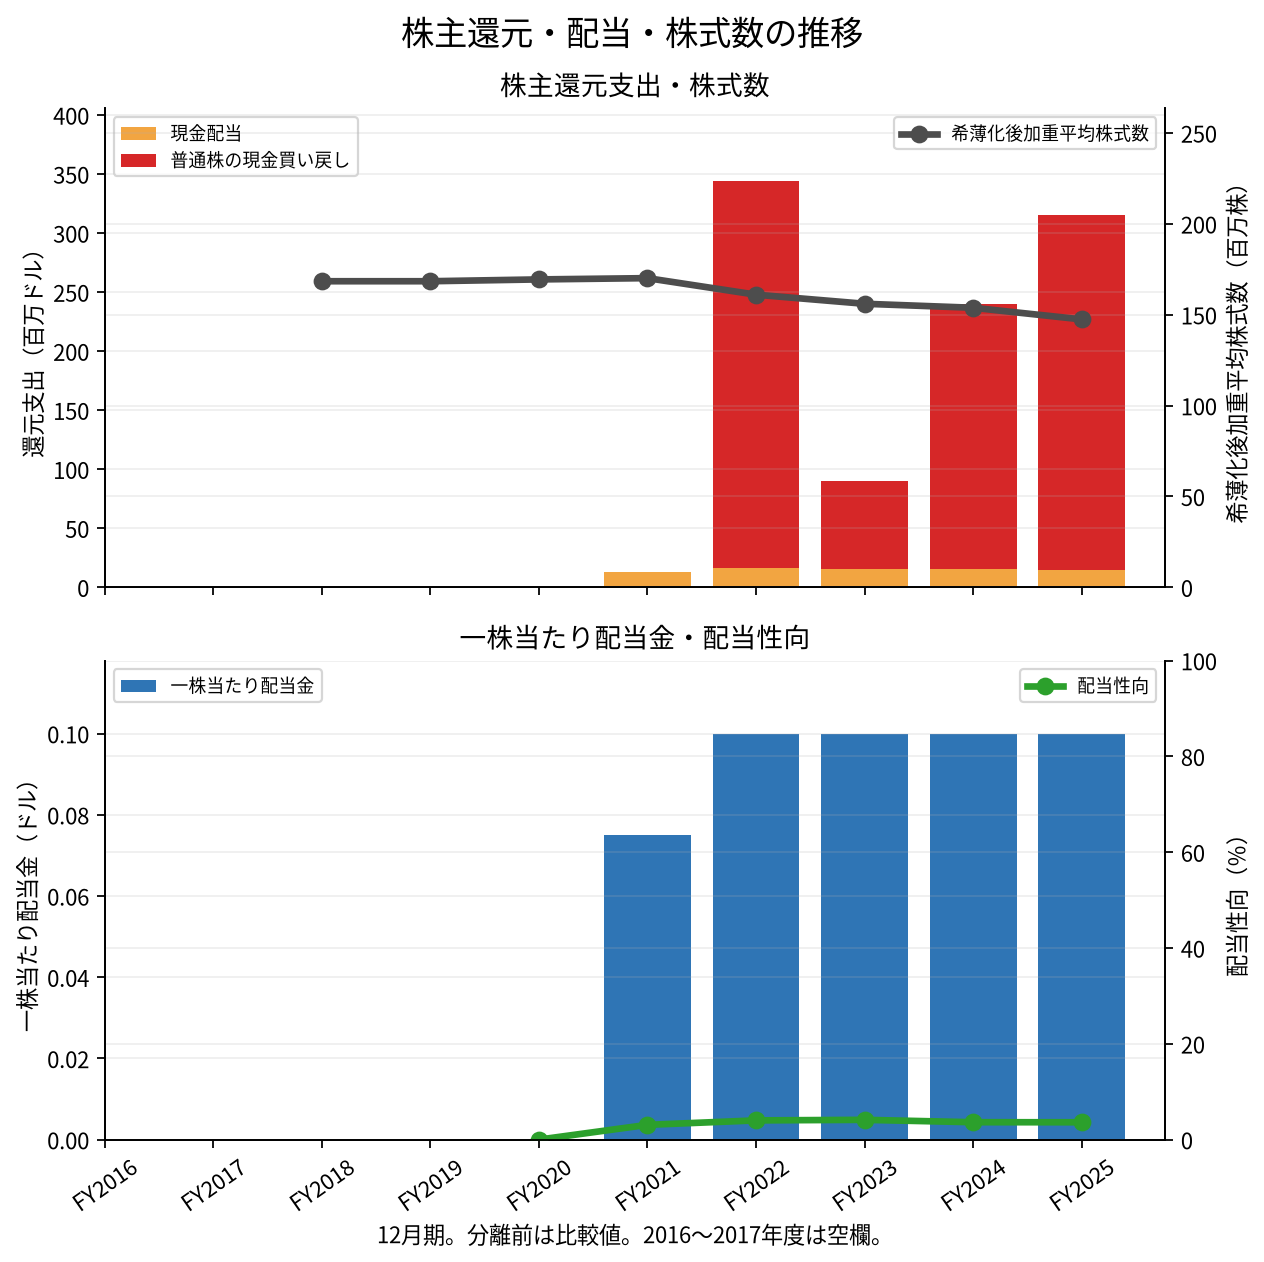 株主還元・配当・株式数の推移
株主還元支出・株式数
現金配当
普通株の現金買い戻し
希薄化後加重平均株式数
400
350
300
250
200
150
100
50
0
還元支出（百万ドル）
250
200
150
100
50
0
希薄化後加重平均株式数（百万株）
一株当たり配当金・配当性向
一株当たり配当金
配当性向
0.10
0.08
0.06
0.04
0.02
0.00
一株当たり配当金（ドル）
100
80
60
40
20
0
配当性向（%）
FY2016
FY2017
FY2018
FY2019
FY2020
FY2021
FY2022
FY2023
FY2024
FY2025
12月期。分離前は比較値。2016～2017年度は空欄。